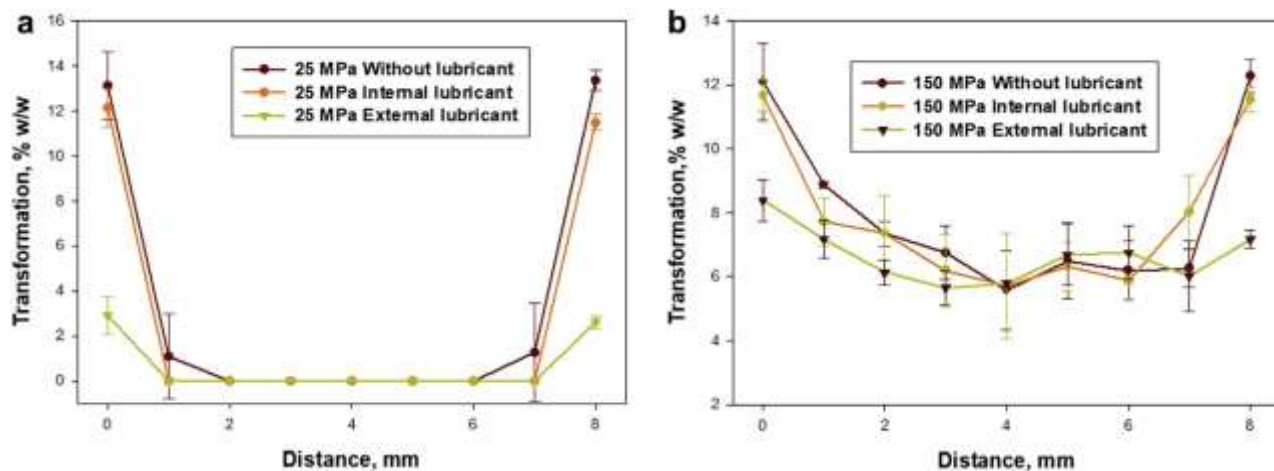 a
16
14
12
10
8
6
4
2
0
Transformation, % w/w
25 MPa Without lubricant
25 MPa Internal lubricant
25 MPa External lubricant
0 2 4 6 8
Distance, mm
b
14
12
10
8
6
4
2
Transformation,% w/w
150 MPa Without lubricant
150 MPa Internal lubricant
150 MPa External lubricant
0 2 4 6 8
Distance, mm